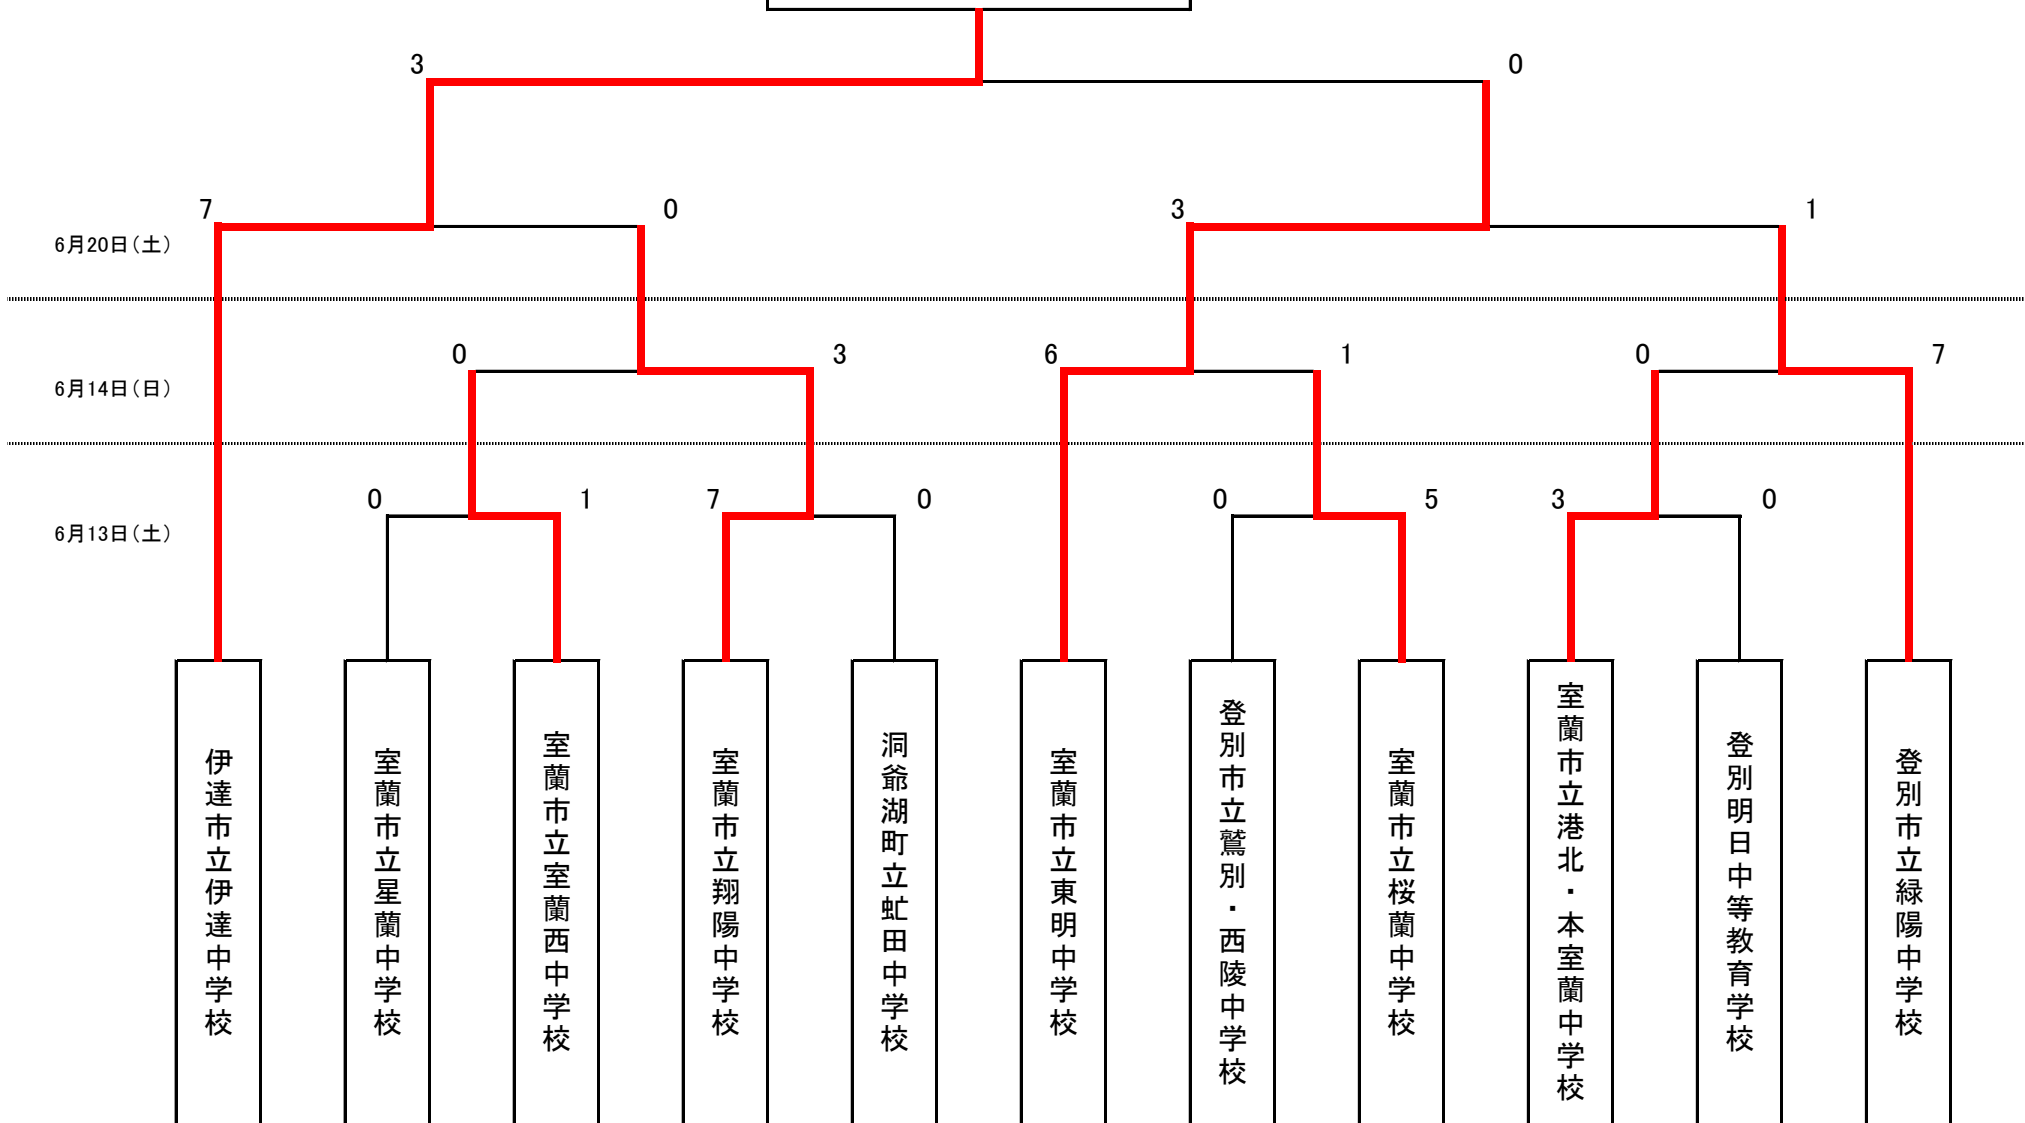 3
0
7
0
3
1
6月20日(土)
0
3
6
1
0
7
6月14日(日)
0
1
7
0
0
5
3
0
6月13日(土)
伊達市立伊達中学校
室蘭市立星蘭中学校
室蘭市立室蘭西中学校
室蘭市立翔陽中学校
洞爺湖町立虻田中学校
室蘭市立東明中学校
登別市立鷲別・西陵中学校
室蘭市立桜蘭中学校
室蘭市立港北・本室蘭中学校
登別明日中等教育学校
登別市立緑陽中学校